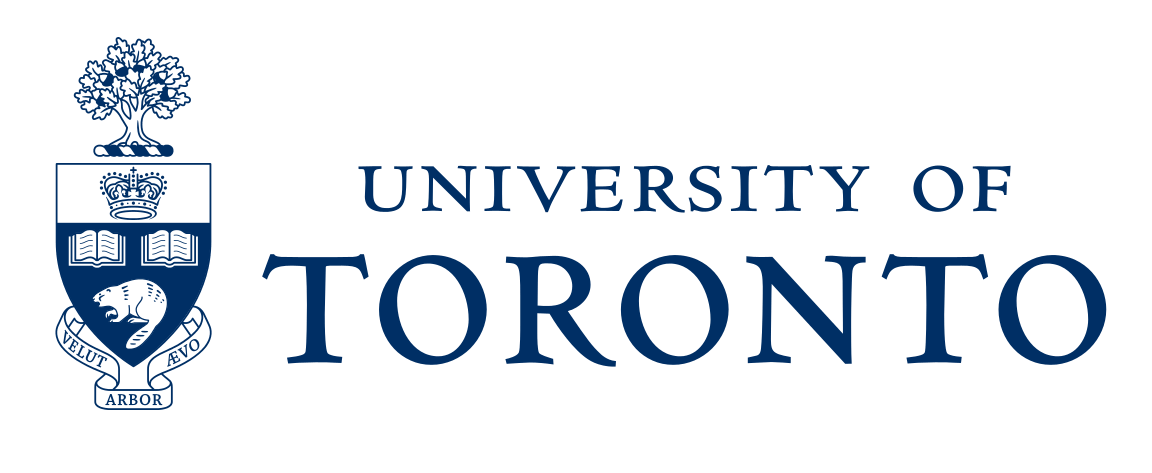 UNIVERSITY OF
TORONTO
VELUT
ARBOR
ÆVO